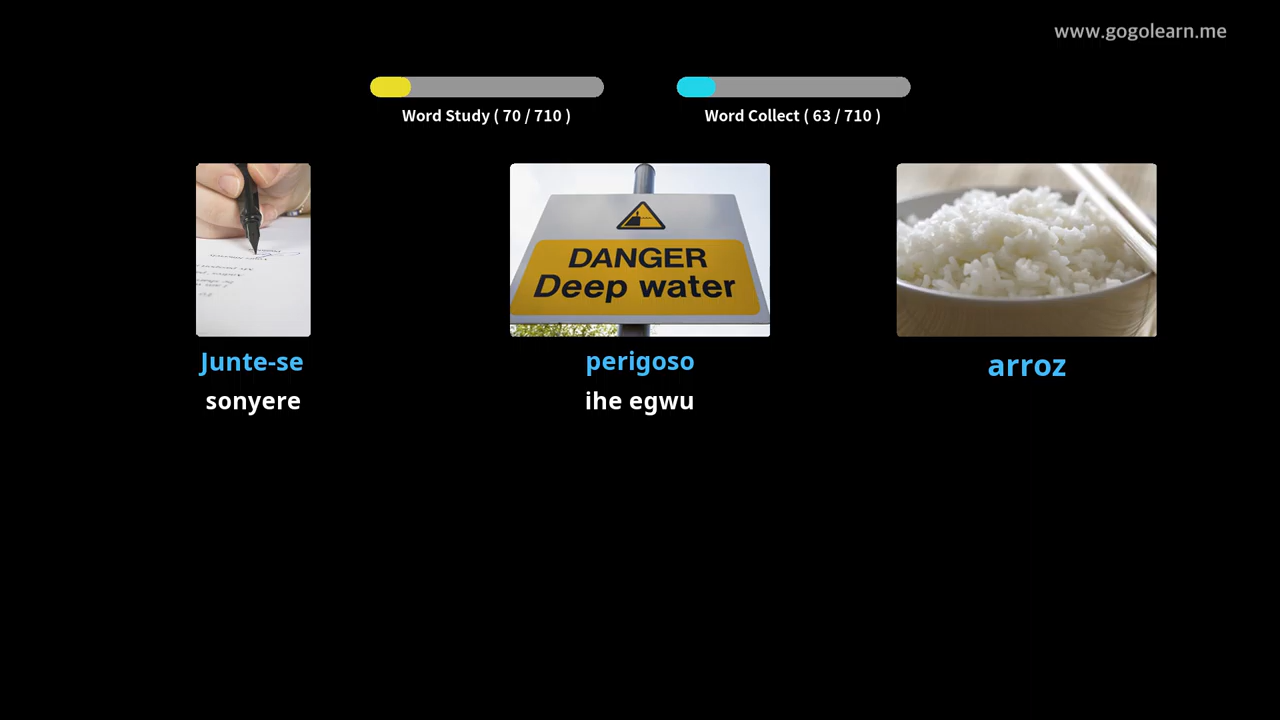 www.gogolearn.me
Word Study ( 70 / 710 )
Word Collect ( 63 / 710 )
DANGER
Deep water
Junte-se
sonyere
perigoso
ihe egwu
arroz